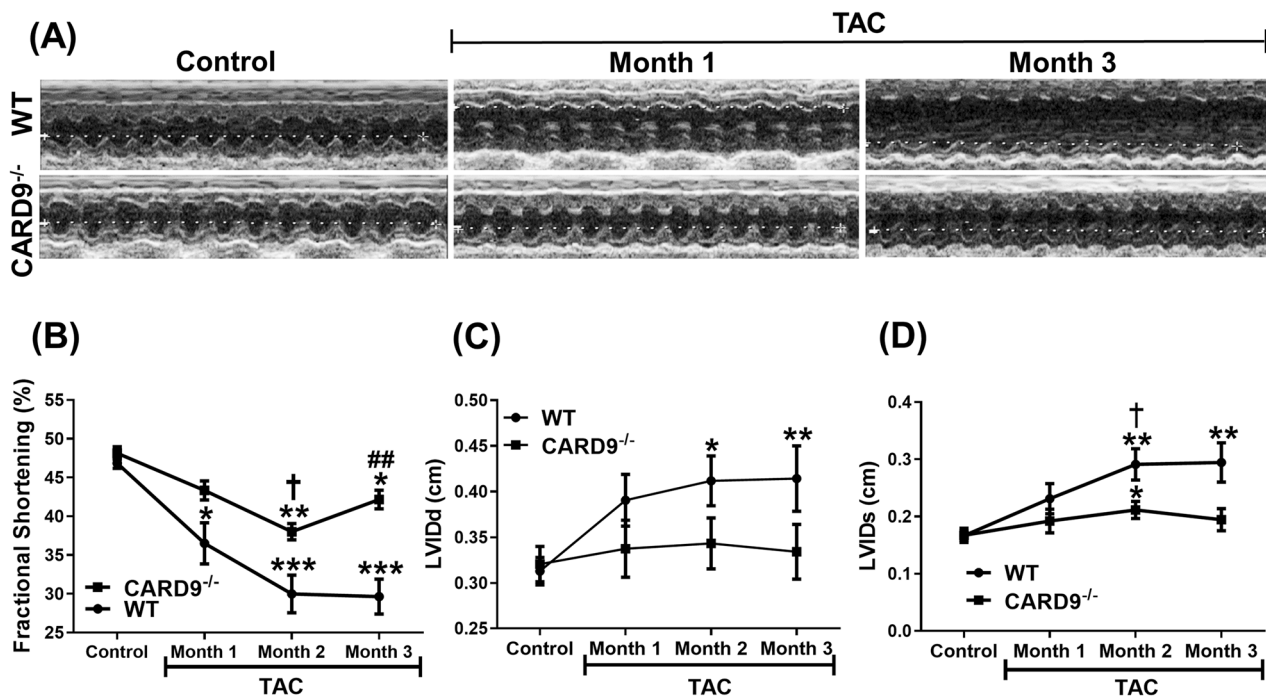 (A)
TAC
Control
Month 1
Month 3
WT
CARD9-/-
(B)
Fractional Shortening (%)
55
50
45
40
35
30
25
##
*
†
**
*
***
***
CARD9-/-
WT
Control
Month 1
Month 2
Month 3
TAC
(C)
LVIDd (cm)
0.50
0.45
0.40
0.35
0.30
0.25
WT
CARD9-/-
*
**
Control
Month 1
Month 2
Month 3
TAC
(D)
LVIDs (cm)
0.4
0.3
0.2
0.1
0.0
†
**
**
*
WT
CARD9-/-
Control
Month 1
Month 2
Month 3
TAC